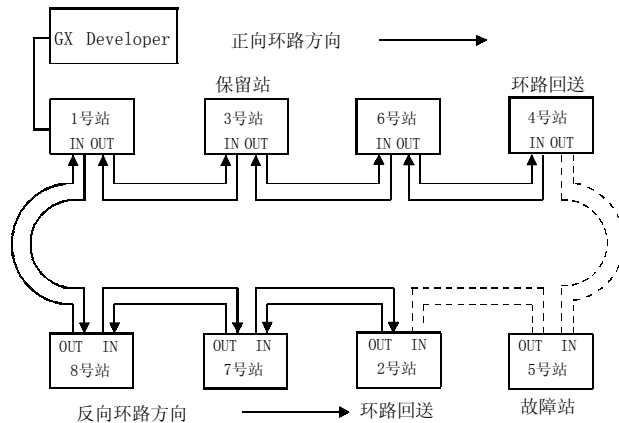 GX Developer
正向环路方向
保留站
环路回送
1号站
IN OUT
3号站
IN OUT
6号站
IN OUT
4号站
IN OUT
OUT IN
8号站
OUT IN
7号站
OUT IN
2号站
OUT IN
5号站
反向环路方向
环路回送
故障站